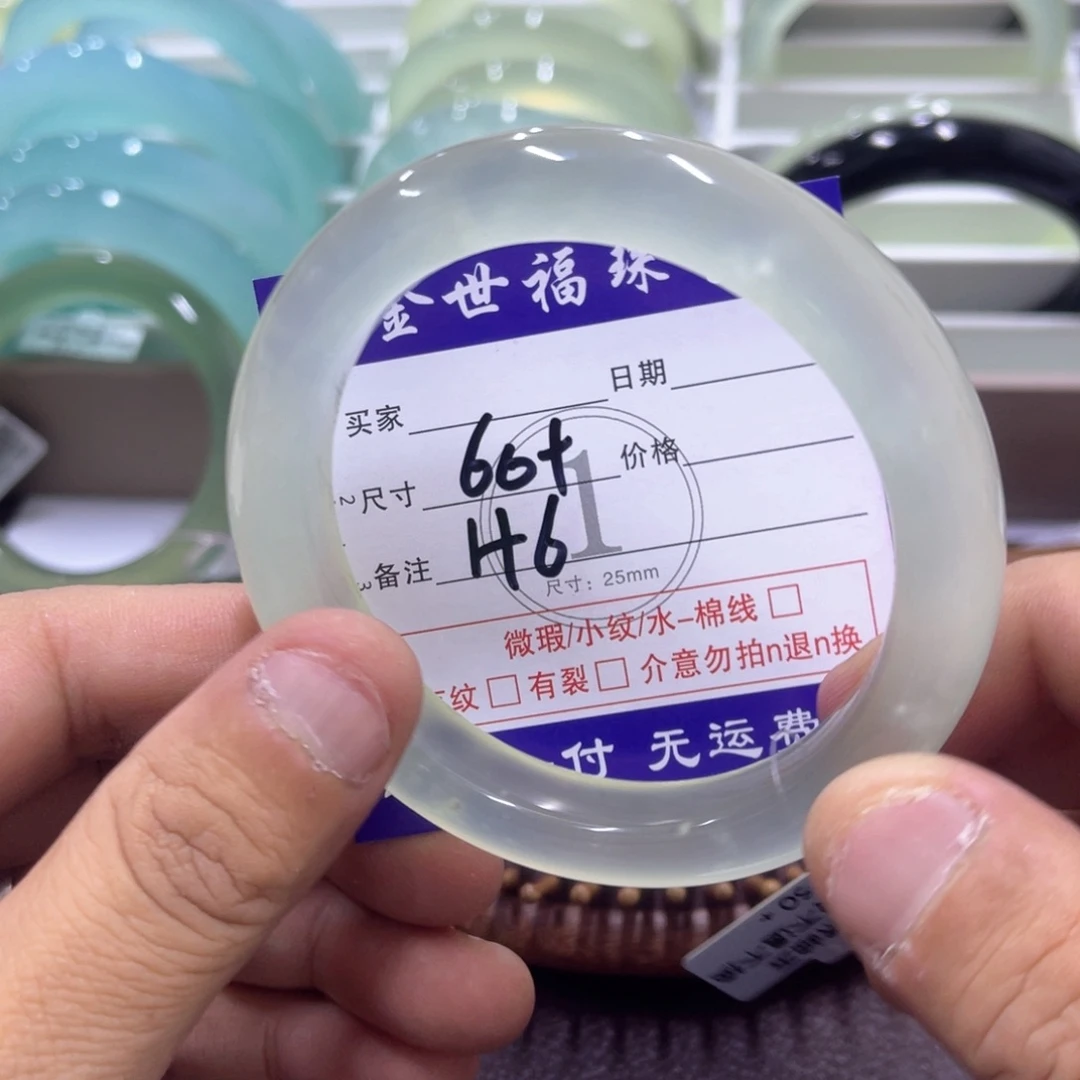 金世福珠
买家 日期
尺寸 60+ 价格
备注 H6
1
尺寸：25mm
微瑕/小纹/水-棉线 □
纹 □ 有裂 □ 介意勿拍n退n换
付 无运费